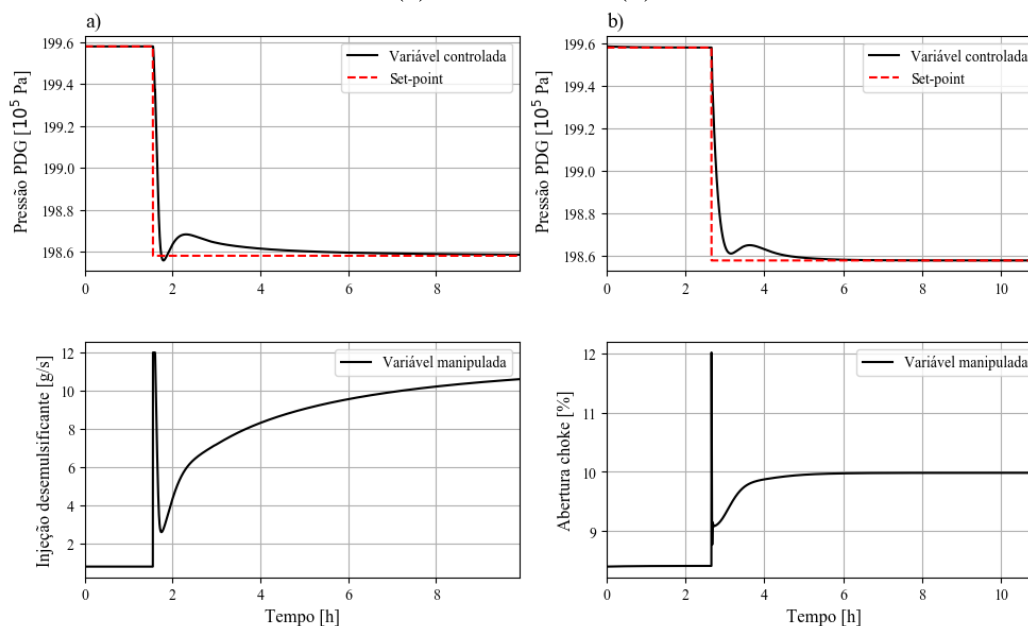 a)
199.6
199.4
199.2
199.0
198.8
198.6
Pressão PDG [10⁵ Pa]
Variável controlada
Set-point
0 2 4 6 8
b)
199.6
199.4
199.2
199.0
198.8
198.6
Pressão PDG [10⁵ Pa]
Variável controlada
Set-point
0 2 4 6 8 10
12
10
8
6
4
2
Injeção desemulsificante [g/s]
Variável manipulada
0 2 4 6 8
Tempo [h]
12
11
10
9
Abertura choke [%]
Variável manipulada
0 2 4 6 8 10
Tempo [h]